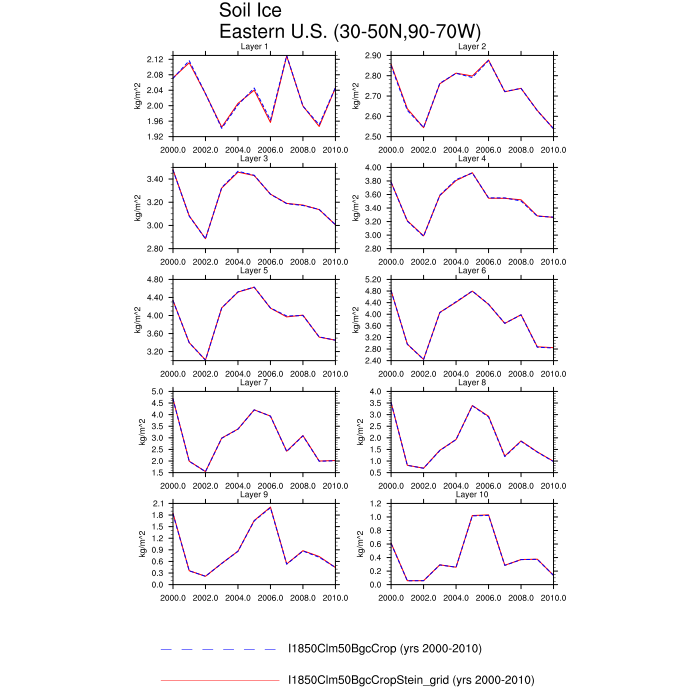 Soil Ice
Eastern U.S. (30-50N,90-70W)
Layer 1
Layer 2
2.12
2.08
2.04
2.00
1.96
1.92
kg/m^2
2000.0 2002.0 2004.0 2006.0 2008.0 2010.0
2.90
2.80
2.70
2.60
2.50
kg/m^2
2000.0 2002.0 2004.0 2006.0 2008.0 2010.0
Layer 3
Layer 4
3.40
3.20
3.00
2.80
kg/m^2
2000.0 2002.0 2004.0 2006.0 2008.0 2010.0
4.00
3.80
3.60
3.40
3.20
3.00
2.80
kg/m^2
2000.0 2002.0 2004.0 2006.0 2008.0 2010.0
Layer 5
Layer 6
4.80
4.40
4.00
3.60
3.20
kg/m^2
2000.0 2002.0 2004.0 2006.0 2008.0 2010.0
5.20
4.80
4.40
4.00
3.60
3.20
2.80
2.40
kg/m^2
2000.0 2002.0 2004.0 2006.0 2008.0 2010.0
Layer 7
Layer 8
5.0
4.5
4.0
3.5
3.0
2.5
2.0
1.5
kg/m^2
2000.0 2002.0 2004.0 2006.0 2008.0 2010.0
4.0
3.5
3.0
2.5
2.0
1.5
1.0
0.5
kg/m^2
2000.0 2002.0 2004.0 2006.0 2008.0 2010.0
Layer 9
Layer 10
2.1
1.8
1.5
1.2
0.9
0.6
0.3
0.0
kg/m^2
2000.0 2002.0 2004.0 2006.0 2008.0 2010.0
1.2
1.0
0.8
0.6
0.4
0.2
0.0
kg/m^2
2000.0 2002.0 2004.0 2006.0 2008.0 2010.0
I1850Clm50BgcCrop (yrs 2000-2010)
I1850Clm50BgcCropStein_grid (yrs 2000-2010)